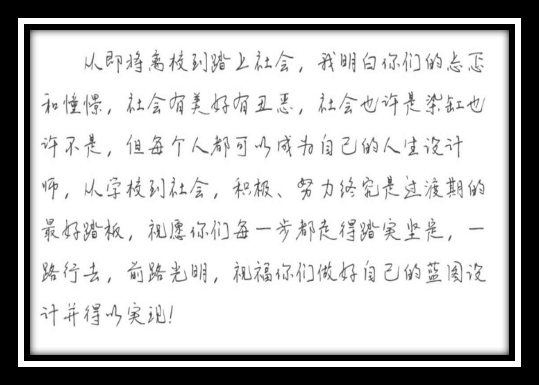 从即将离校到踏上社会，我明白你们的忐忑
和憧憬，社会有美好有丑恶，社会也许是染缸也
许不是，但每个人都可以成为自己的人生设计
师，从学校到社会，积极、努力终究是过渡期的
最好踏板，祝愿你们每一步都走得踏实坚定，一
路行去，前路光明，祝福你们做好自己的蓝图设
计并得以实现！